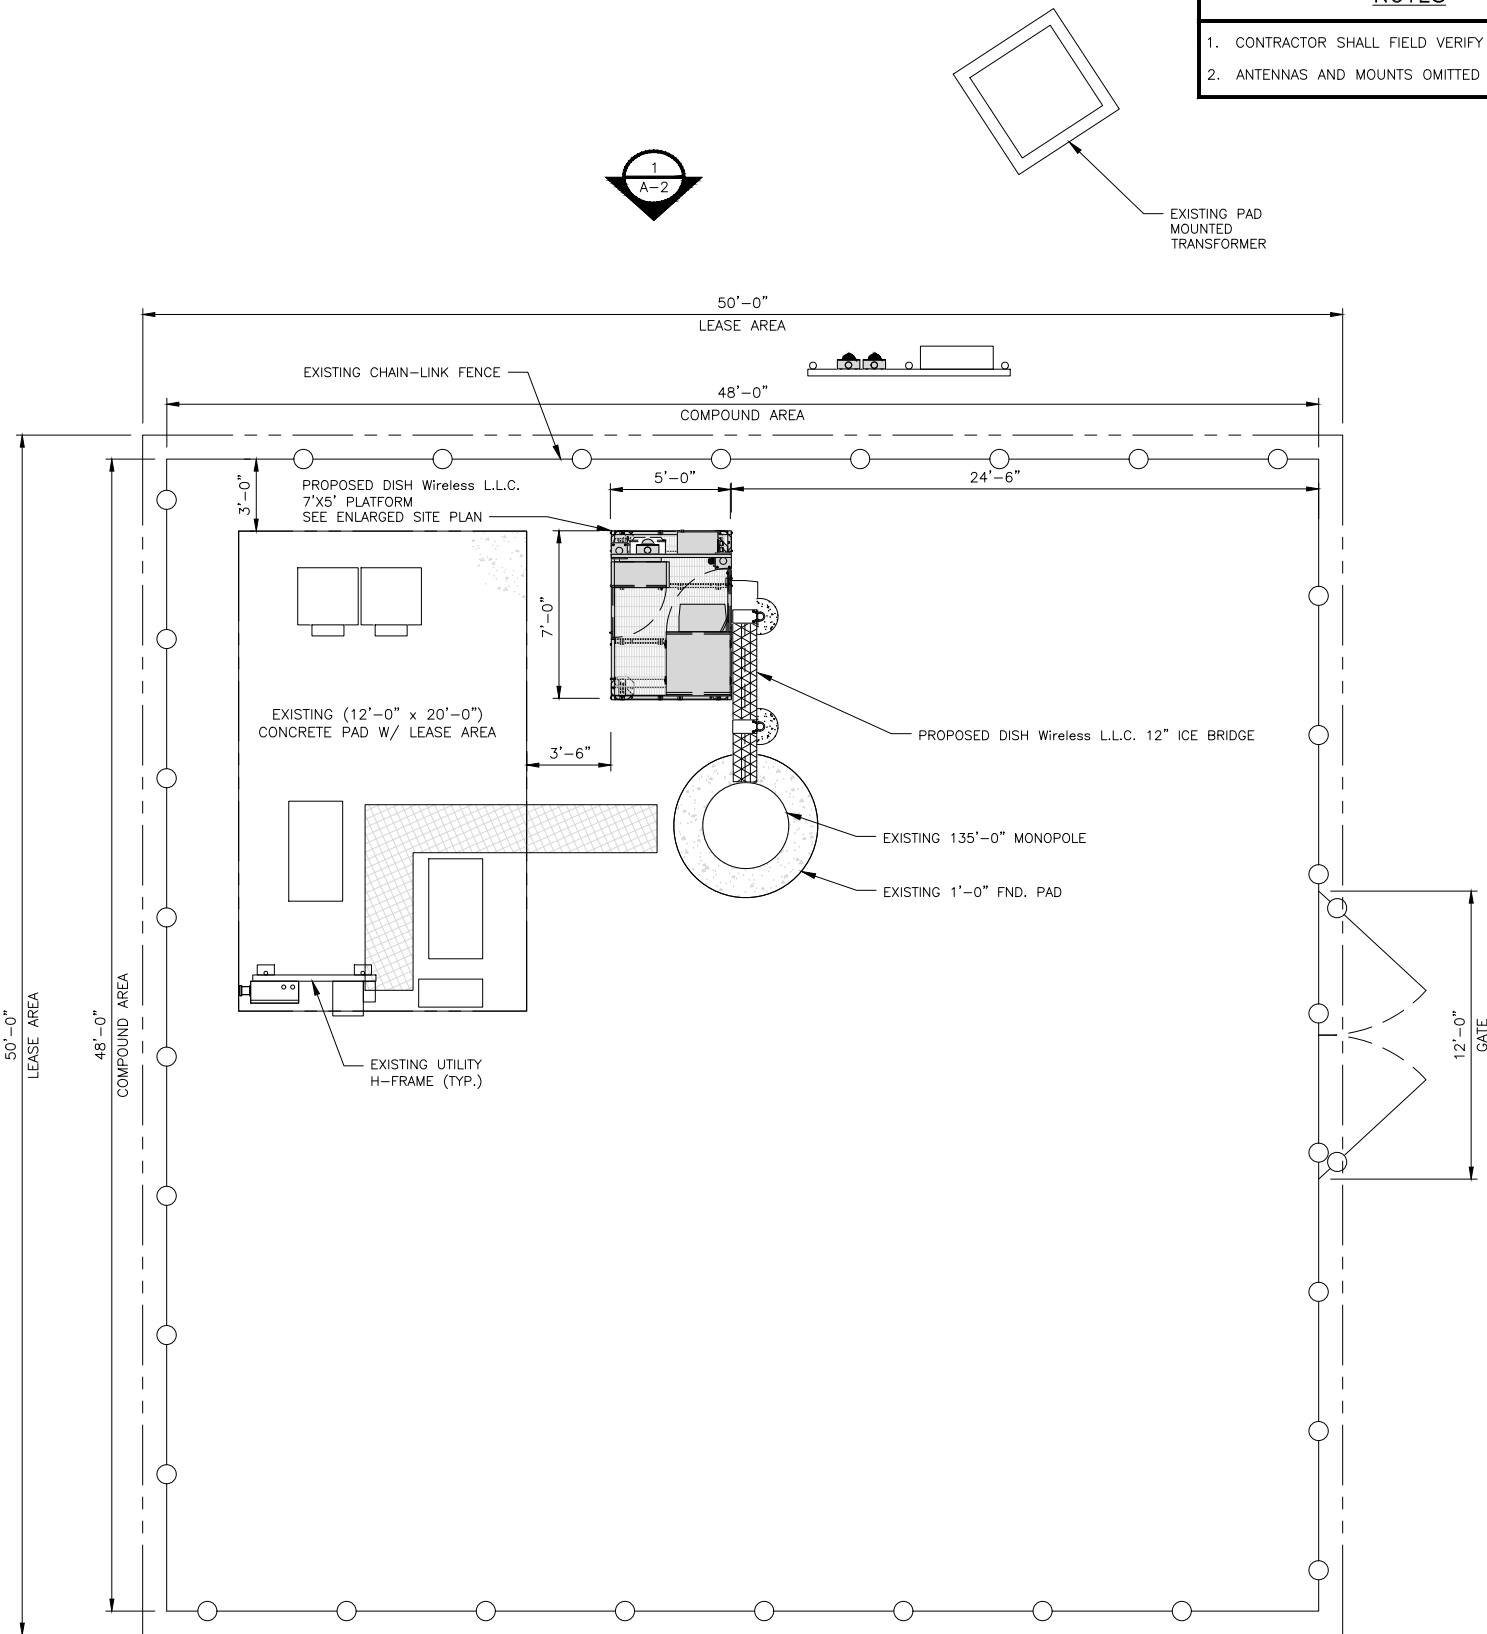 NOTES
1. CONTRACTOR SHALL FIELD VERIFY
2. ANTENNAS AND MOUNTS OMITTED
1
A-2
EXISTING PAD
MOUNTED
TRANSFORMER
50'-0"
LEASE AREA
EXISTING CHAIN-LINK FENCE
48'-0"
COMPOUND AREA
3'-0"
PROPOSED DISH Wireless L.L.C.
7'X5' PLATFORM
SEE ENLARGED SITE PLAN
5'-0"
24'-6"
7'-0"
EXISTING (12'-0" x 20'-0")
CONCRETE PAD W/ LEASE AREA
3'-6"
PROPOSED DISH Wireless L.L.C. 12" ICE BRIDGE
EXISTING 135'-0" MONOPOLE
EXISTING 1'-0" FND. PAD
50'-0"
LEASE AREA
48'-0"
COMPOUND AREA
EXISTING UTILITY
H-FRAME (TYP.)
12'-0"
GATE